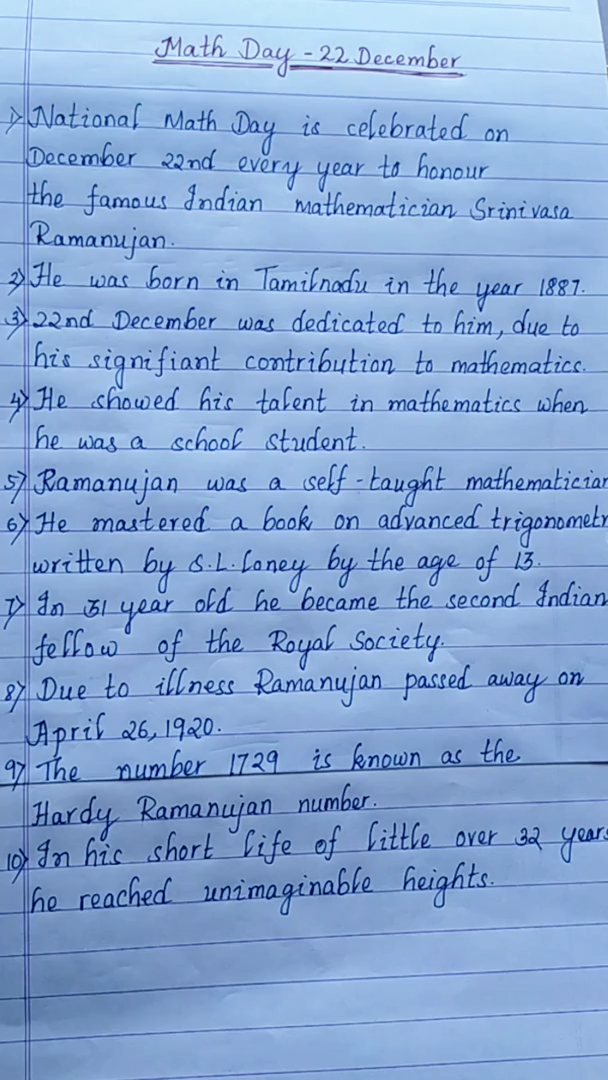 Math Day - 22 December
1) National Math Day is celebrated on
December 22nd every year to honour
the famous Indian mathematician Srinivasa
Ramanujan.
2) He was born in Tamilnadu in the year 1887.
3) 22nd December was dedicated to him, due to
his signifiant contribution to mathematics.
4) He showed his talent in mathematics when
he was a school student.
5) Ramanujan was a self-taught mathematician
6) He mastered a book on advanced trigonometr
written by S.L. Loney by the age of 13.
7) In 31 year old he became the second Indian
fellow of the Royal Society.
8) Due to illness Ramanujan passed away on
April 26, 1920.
9) The number 1729 is known as the
Hardy Ramanujan number.
10) In his short life of little over 32 years
he reached unimaginable heights.